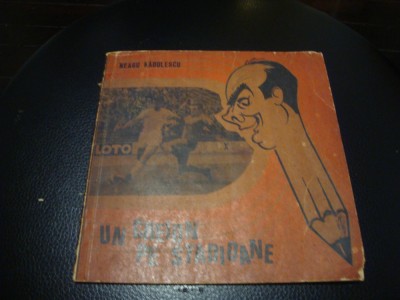 NEAGU RĂDULESCU
LOTO
UN
PE STADIOANE